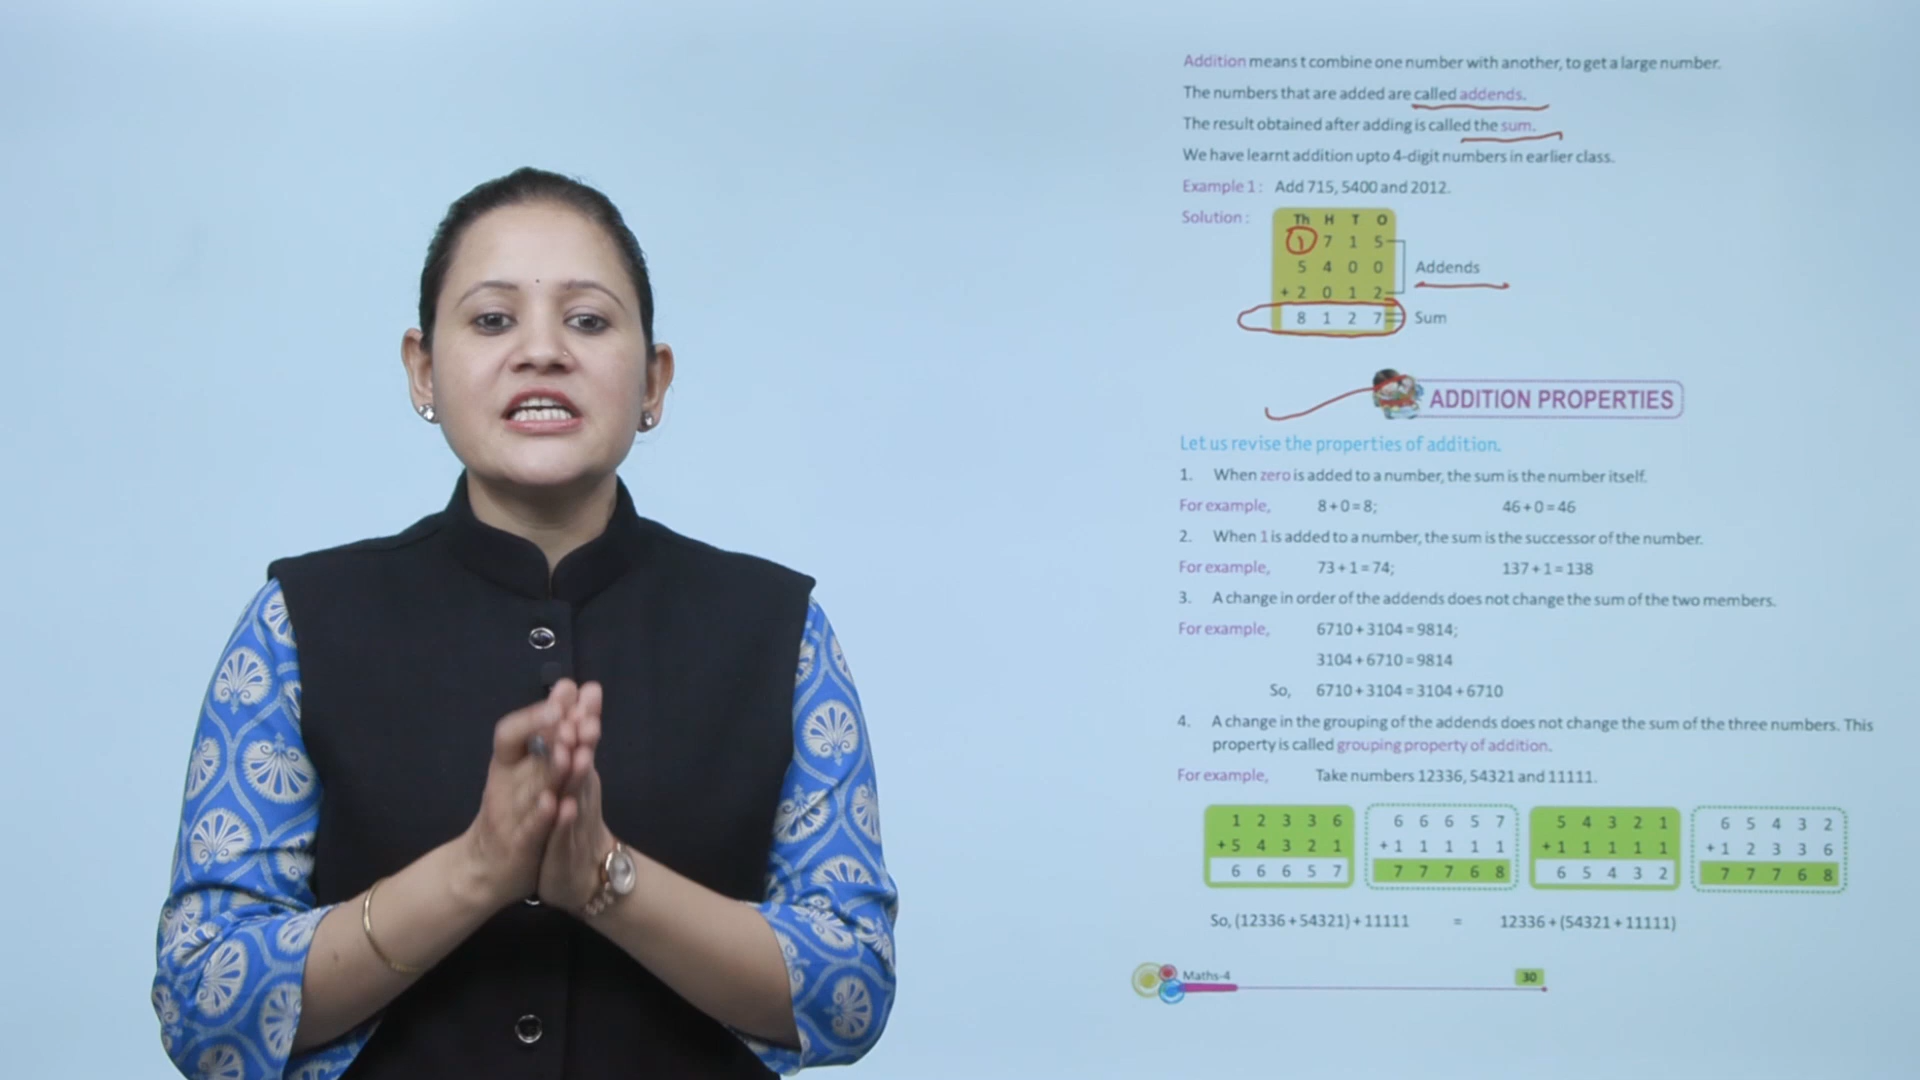 Addition means t combine one number with another, to get a large number.
The numbers that are added are called addends.
The result obtained after adding is called the sum.
We have learnt addition upto 4-digit numbers in earlier class.
Example 1 : Add 715, 5400 and 2012.
Solution :
Th H T O
1 7 1 5
5 4 0 0
Addends
+ 2 0 1 2
8 1 2 7 = Sum
ADDITION PROPERTIES
Let us revise the properties of addition.
1. When zero is added to a number, the sum is the number itself.
For example, 8 + 0 = 8; 46 + 0 = 46
2. When 1 is added to a number, the sum is the successor of the number.
For example, 73 + 1 = 74; 137 + 1 = 138
3. A change in order of the addends does not change the sum of the two members.
For example, 6710 + 3104 = 9814;
3104 + 6710 = 9814
So, 6710 + 3104 = 3104 + 6710
4. A change in the grouping of the addends does not change the sum of the three numbers. This
property is called grouping property of addition.
For example, Take numbers 12336, 54321 and 11111.
1 2 3 3 6 6 6 6 5 7 5 4 3 2 1 6 5 4 3 2
+ 5 4 3 2 1 + 1 1 1 1 1 + 1 1 1 1 1 + 1 2 3 3 6
6 6 6 5 7 7 7 7 6 8 6 5 4 3 2 7 7 7 6 8
So, (12336 + 54321) + 11111 = 12336 + (54321 + 11111)
Maths-4 30